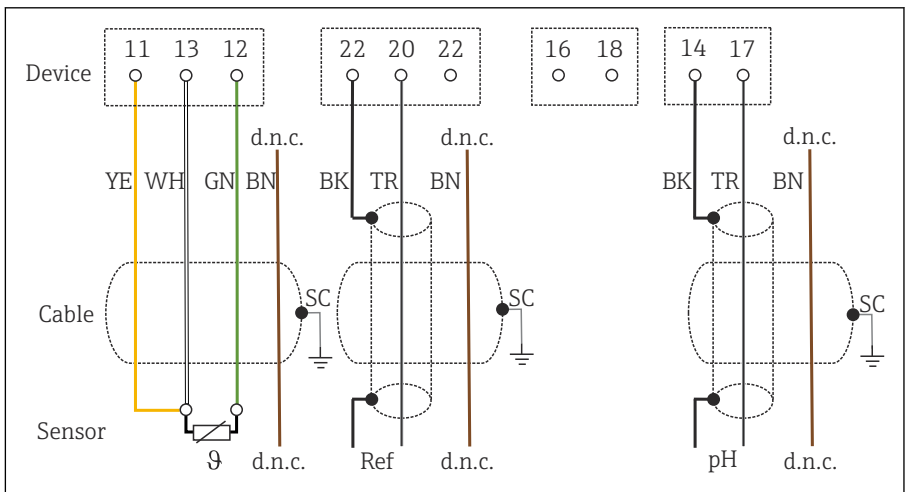 11 13 12 22 20 22 16 18 14 17
Device
d.n.c. d.n.c. d.n.c.
YE WH GN BN BK TR BN BK TR BN
SC SC SC
Cable
Sensor
ϑ d.n.c. Ref d.n.c. pH d.n.c.